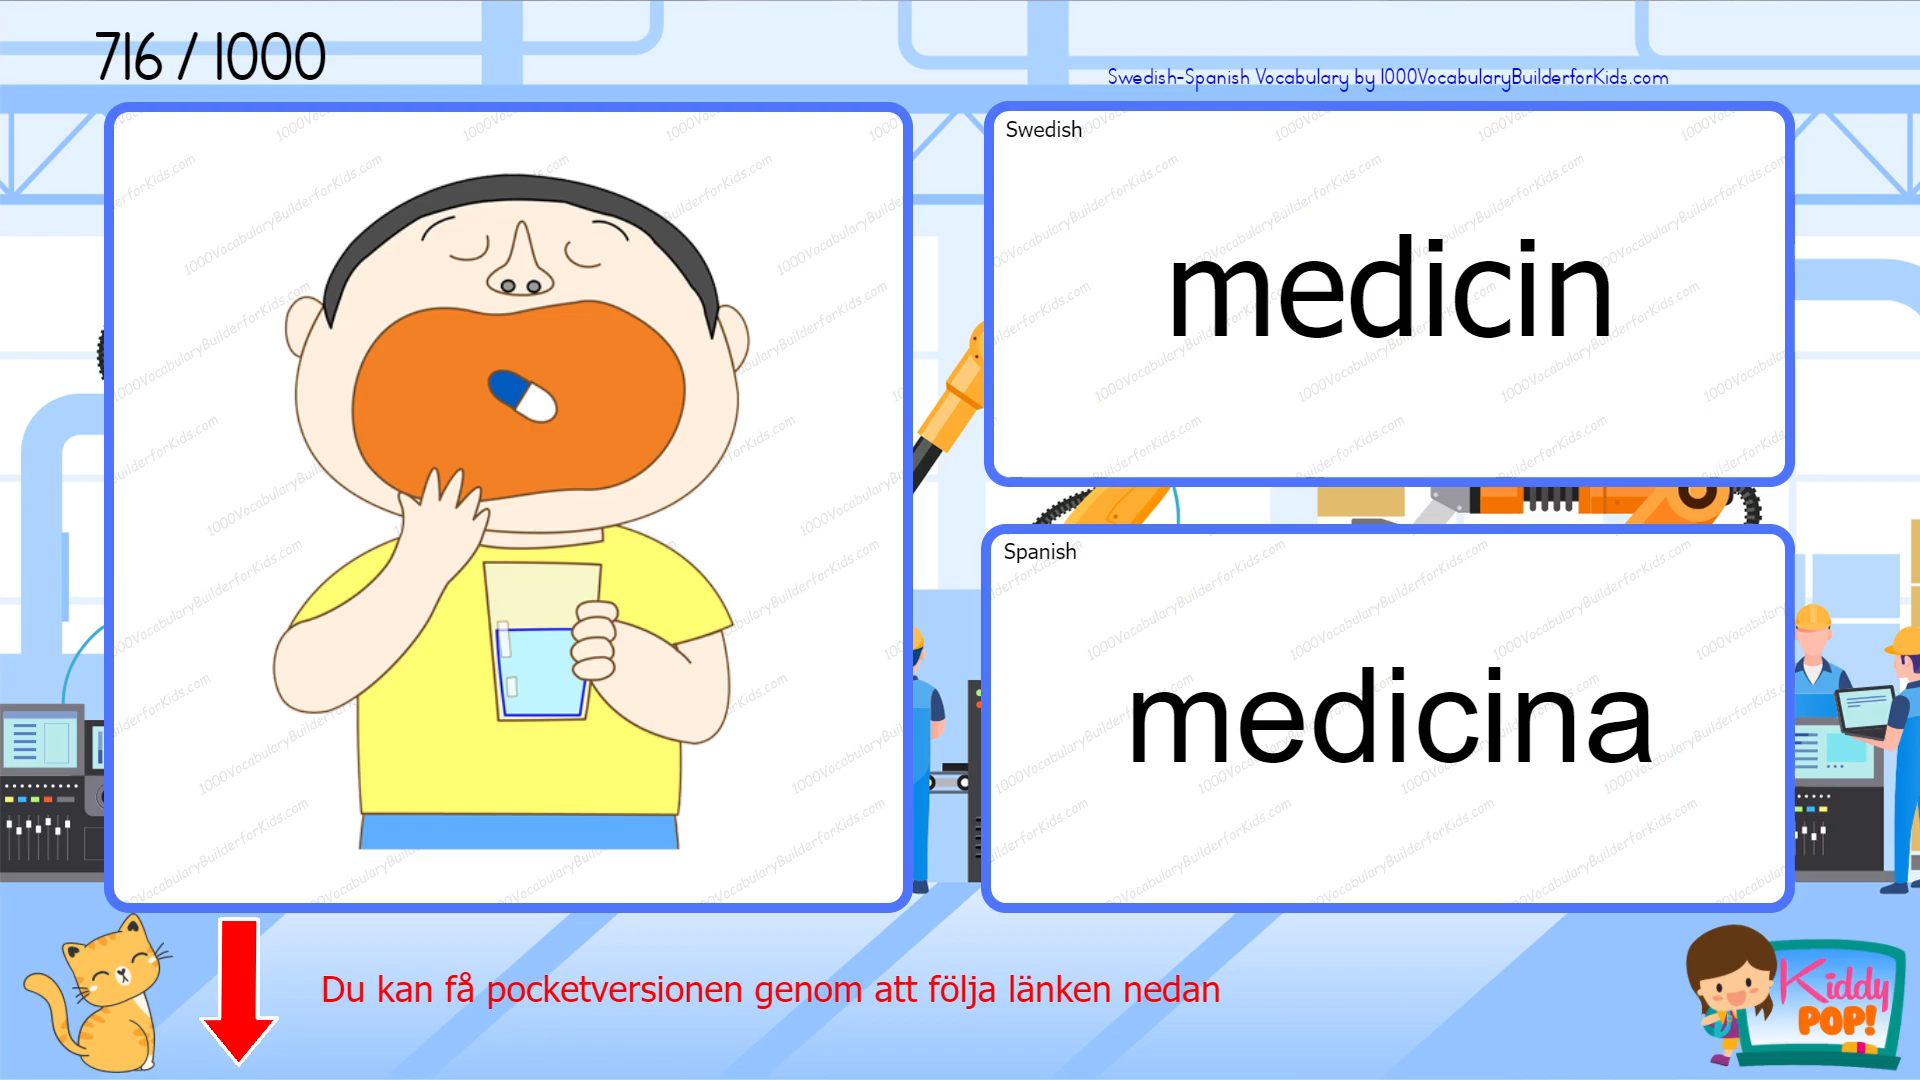 716 / 1000
Swedish-Spanish Vocabulary by 1000VocabularyBuilderforKids.com
Swedish
medicin
Spanish
medicina
Du kan få pocketversionen genom att följa länken nedan
Kiddy
POP!